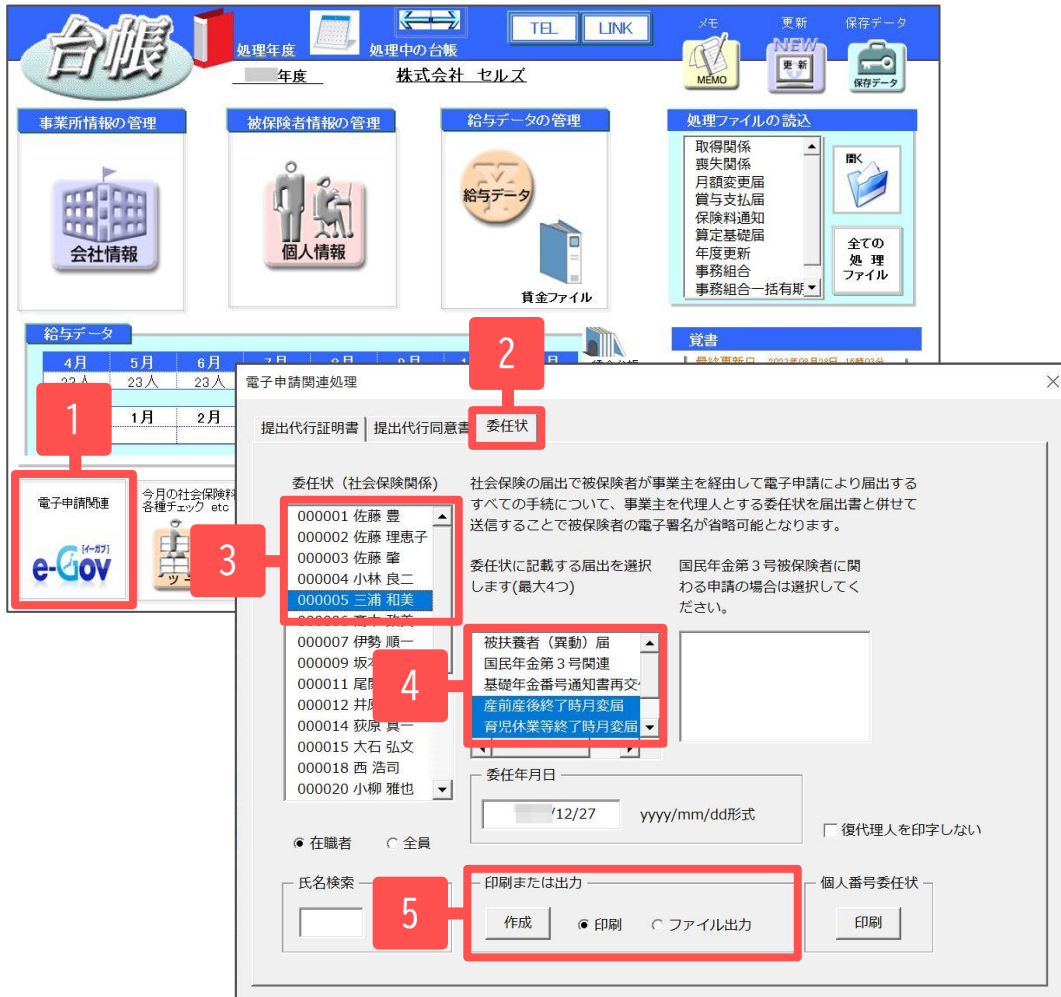 台帳
処理年度
年度
処理中の台帳
株式会社 セルズ
TEL
LINK
メモ
MEMO
更新
NEW
更新
保存データ
保存データ
事業所情報の管理
会社情報
被保険者情報の管理
個人情報
給与データの管理
給与データ
賃金ファイル
処理ファイルの読込
取得関係
喪失関係
月額変更届
賞与支払届
保険料通知
算定基礎届
年度更新
事務組合
事務組合一括有期
開く
全ての
処 理
ファイル
給与データ
4月 5月 6月 7月
23人 23人 23人
1月 2月
覚書
1
2
電子申請関連
[イーガブ]
e-Gov
今月の社会保険料
各種チェック etc
電子申請関連処理
提出代行証明書
提出代行同意書
委任状
委任状（社会保険関係）
3
000001 佐藤 豊
000002 佐藤 理恵子
000003 佐藤 肇
000004 小林 良二
000005 三浦 和美
000007 伊勢 順一
000009 坂
000011 尾
000012 井原
000014 荻原 真一
000015 大石 弘文
000018 西 浩司
000020 小柳 雅也
在職者 全員
氏名検索
社会保険の届出で被保険者が事業主を経由して電子申請により届出する
すべての手続について、事業主を代理人とする委任状を届出書と併せて
送信することで被保険者の電子署名が省略可能となります。
委任状に記載する届出を選択
します(最大4つ)
4
被扶養者（異動）届
国民年金第３号関連
基礎年金番号通知書再交
産前産後終了時月変届
育児休業等終了時月変届
国民年金第３号被保険者に関
わる申請の場合は選択してく
ださい。
委任年月日
/12/27 yyyy/mm/dd形式
復代理人を印字しない
5
印刷または出力
作成 印刷 ファイル出力
個人番号委任状
印刷